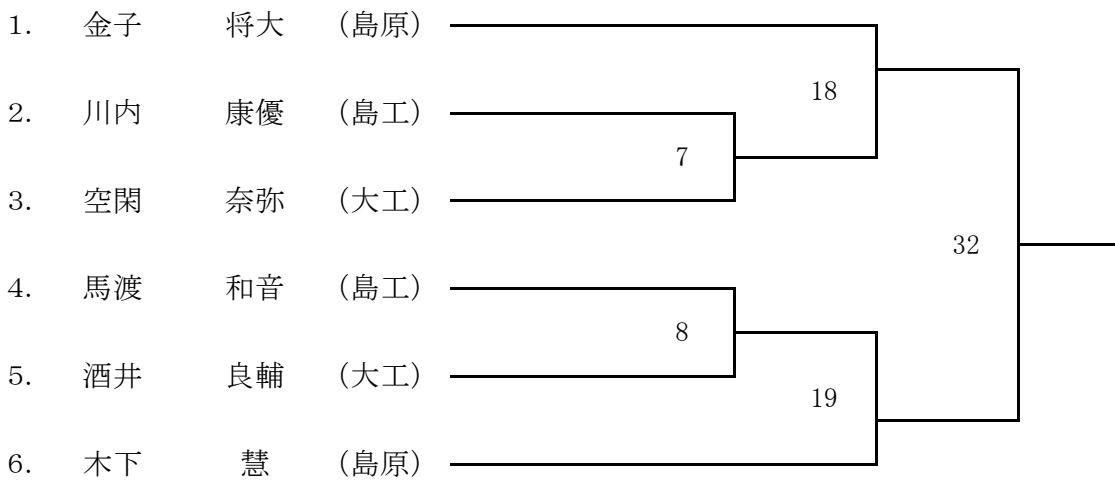 1. 金子 将大 (島原)
18
2. 川内 康優 (島工)
7
3. 空閑 奈弥 (大工)
32
4. 馬渡 和音 (島工)
8
5. 酒井 良輔 (大工)
19
6. 木下 慧 (島原)